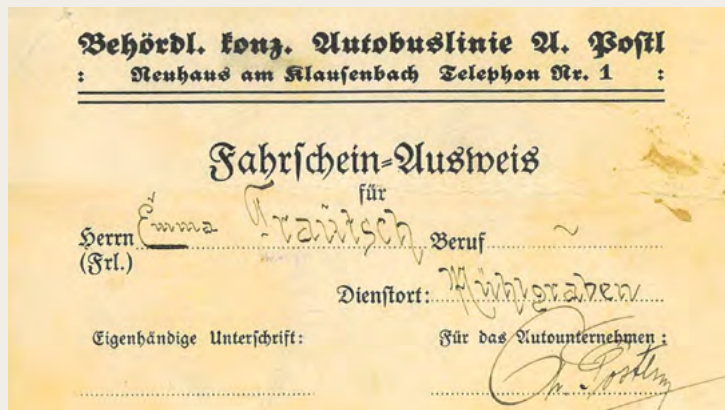 Behördl. konz. Autobuslinie A. Postl
: Neuhaus am Klausenbach Telephon Nr. 1 :
Fahrschein=Ausweis
für
Herrn Emma Trautsch Beruf ~
(Frl.)
Dienstort: Mühlgraben
Eigenhändige Unterschrift: Für das Autounternehmen:
Postl